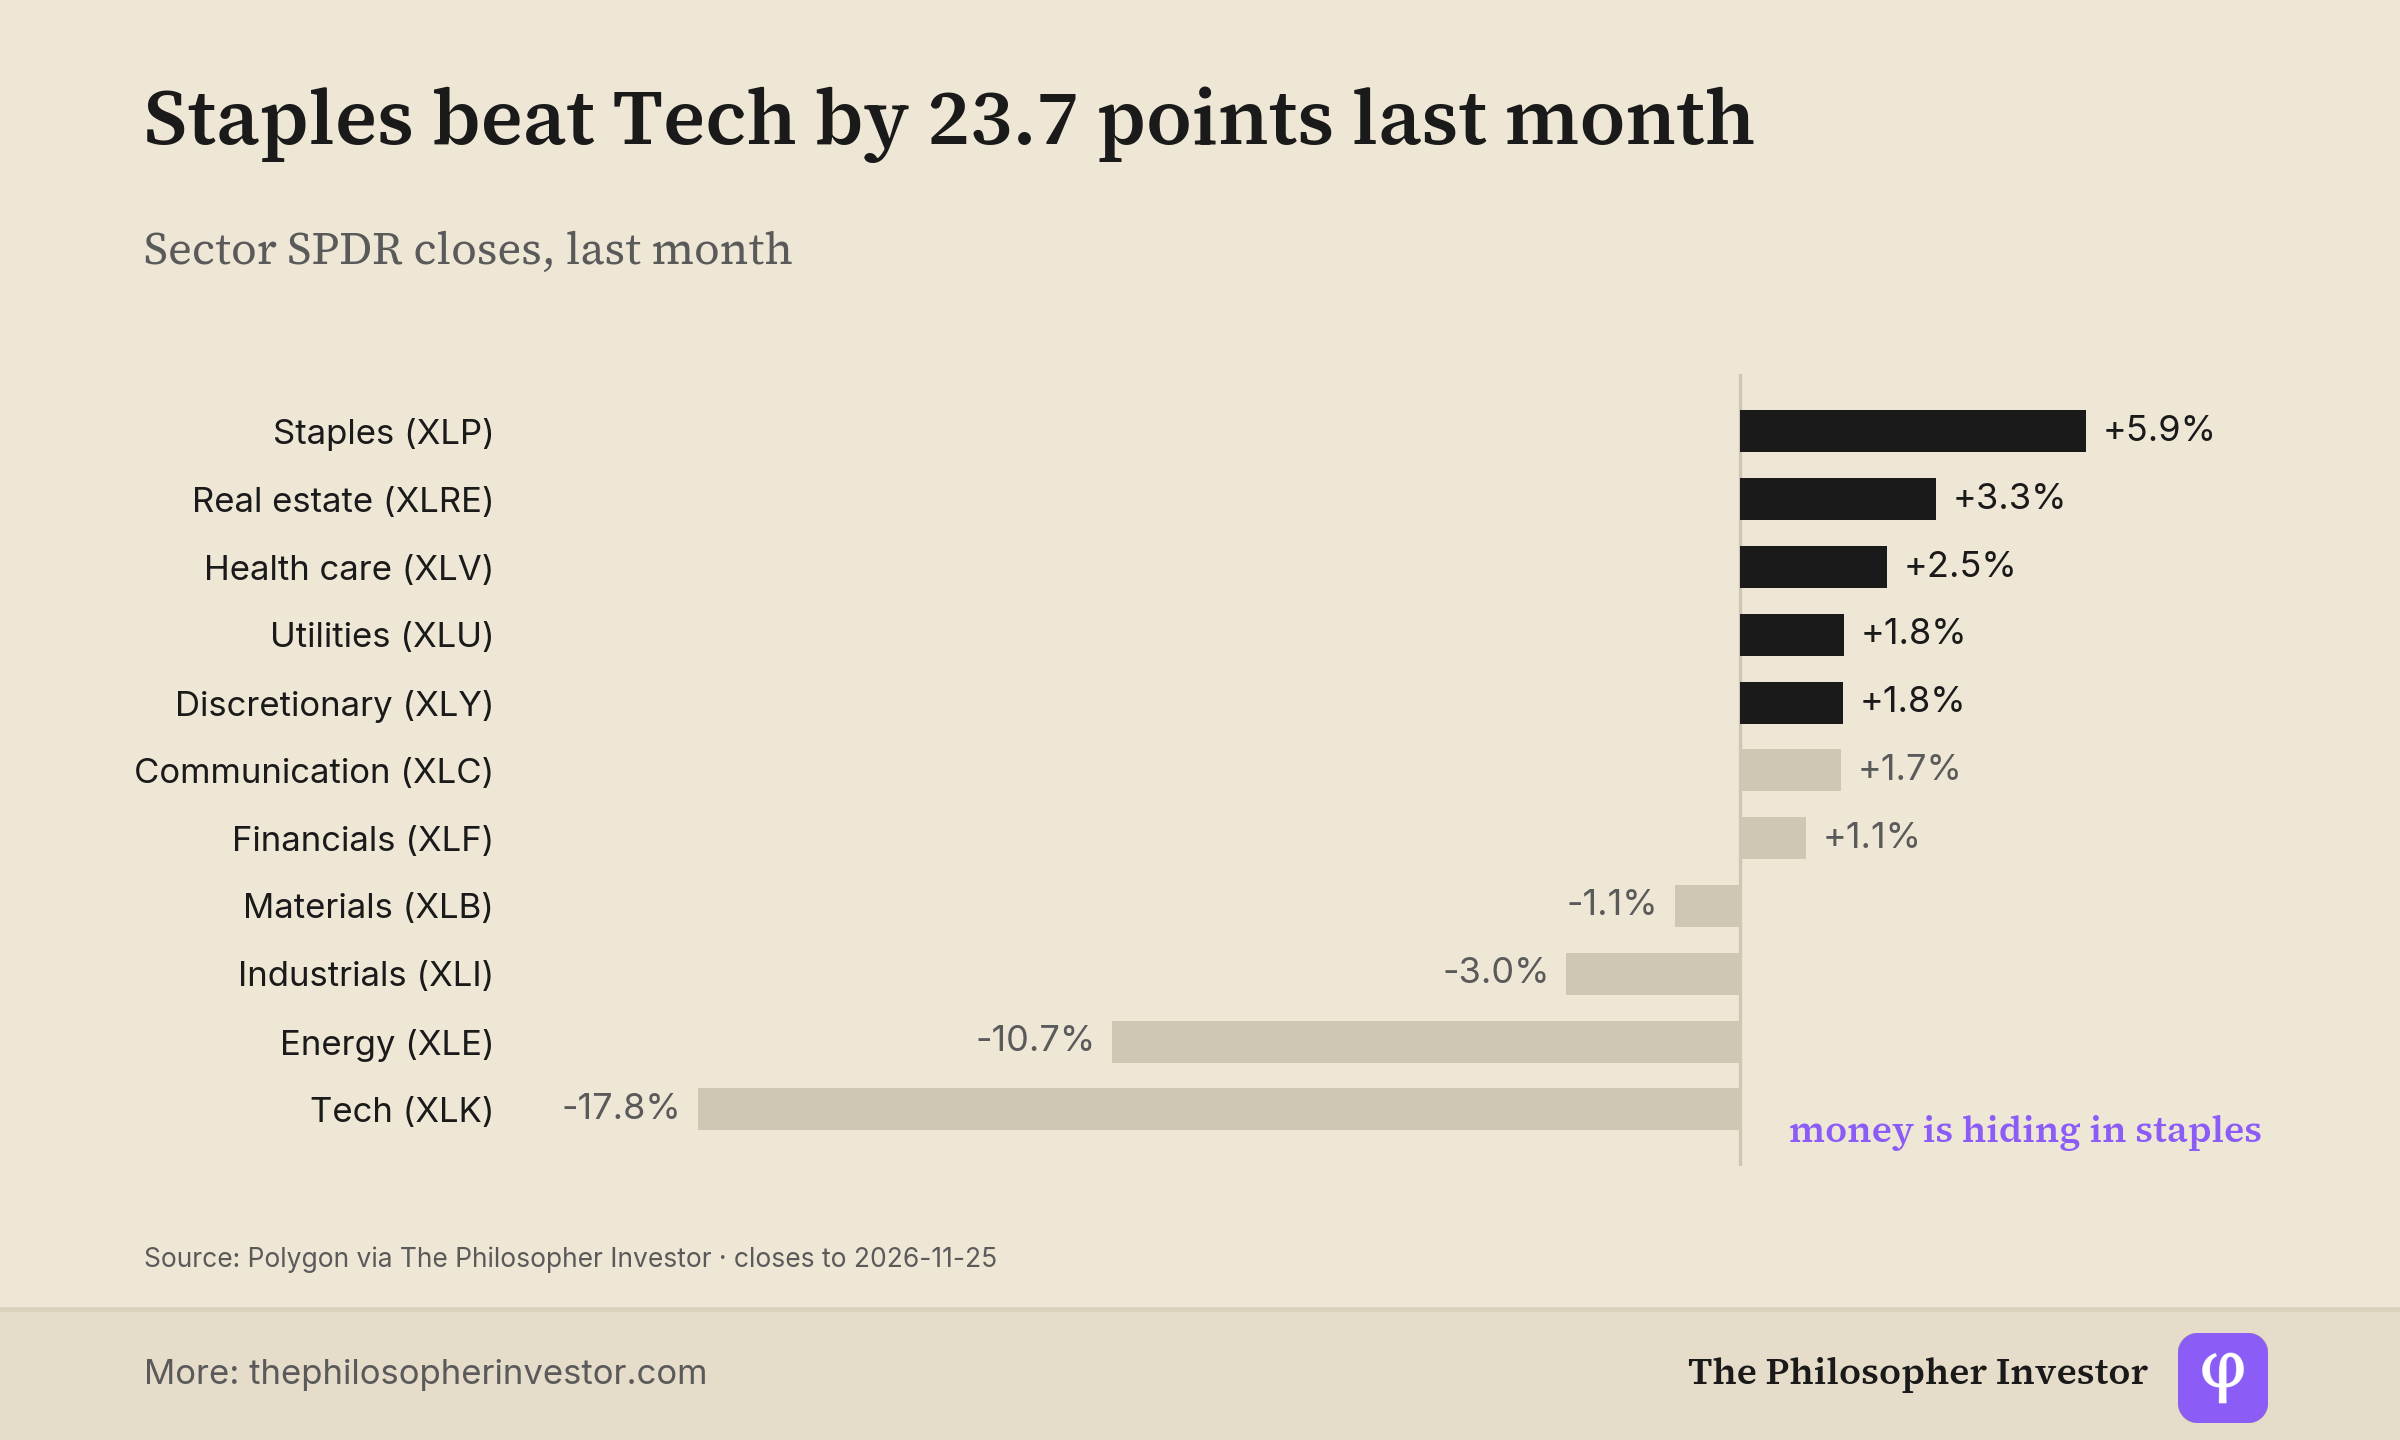 Staples beat Tech by 23.7 points last month
Sector SPDR closes, last month
Staples (XLP) +5.9%
Real estate (XLRE) +3.3%
Health care (XLV) +2.5%
Utilities (XLU) +1.8%
Discretionary (XLY) +1.8%
Communication (XLC) +1.7%
Financials (XLF) +1.1%
Materials (XLB) -1.1%
Industrials (XLI) -3.0%
Energy (XLE) -10.7%
Tech (XLK) -17.8%
money is hiding in staples
Source: Polygon via The Philosopher Investor · closes to 2026-11-25
More: thephilosopherinvestor.com
The Philosopher Investor φ